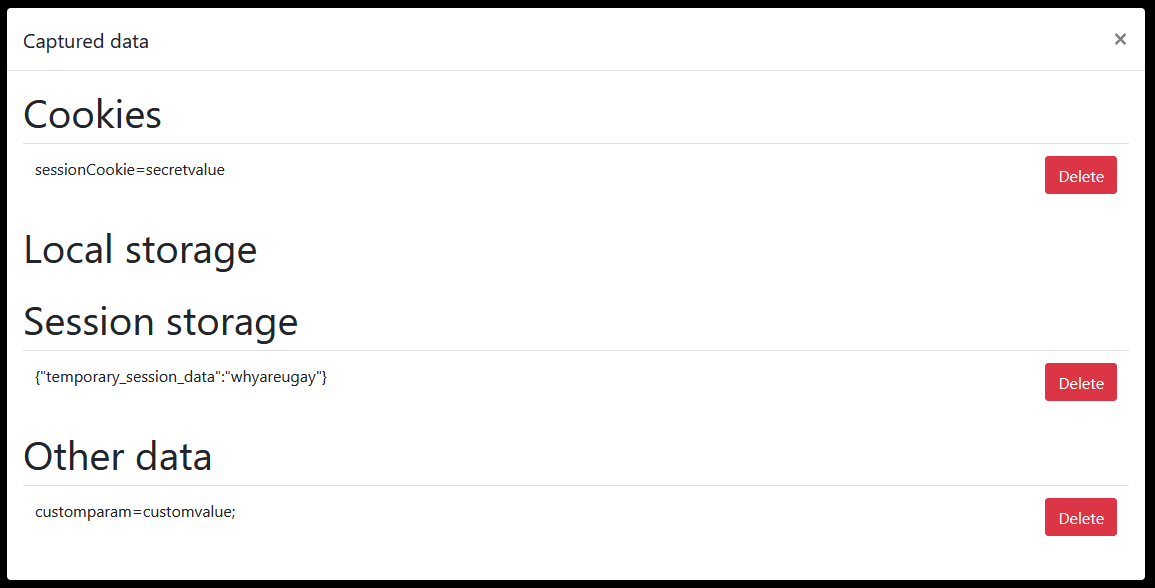 Captured data ×
Cookies
sessionCookie=secretvalue Delete
Local storage
Session storage
{"temporary_session_data":"whyareugay"} Delete
Other data
customparam=customvalue; Delete